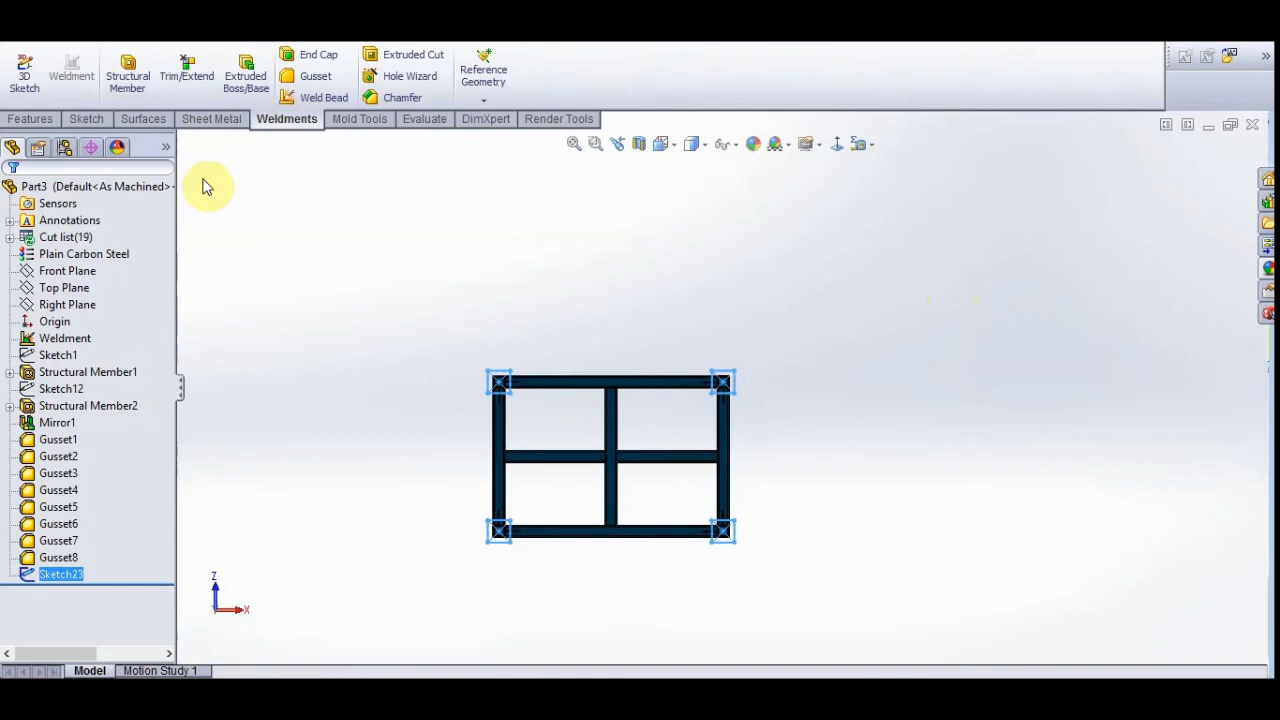 3D Sketch
Weldment
Structural Member
Trim/Extend
Extruded Boss/Base
End Cap
Gusset
Weld Bead
Extruded Cut
Hole Wizard
Chamfer
Reference Geometry
Features
Sketch
Surfaces
Sheet Metal
Weldments
Mold Tools
Evaluate
DimXpert
Render Tools
Part3 (Default<As Machined>
Sensors
Annotations
Cut list(19)
Plain Carbon Steel
Front Plane
Top Plane
Right Plane
Origin
Weldment
Sketch1
Structural Member1
Sketch12
Structural Member2
Mirror1
Gusset1
Gusset2
Gusset3
Gusset4
Gusset5
Gusset6
Gusset7
Gusset8
Sketch23
Z
X
Model
Motion Study 1